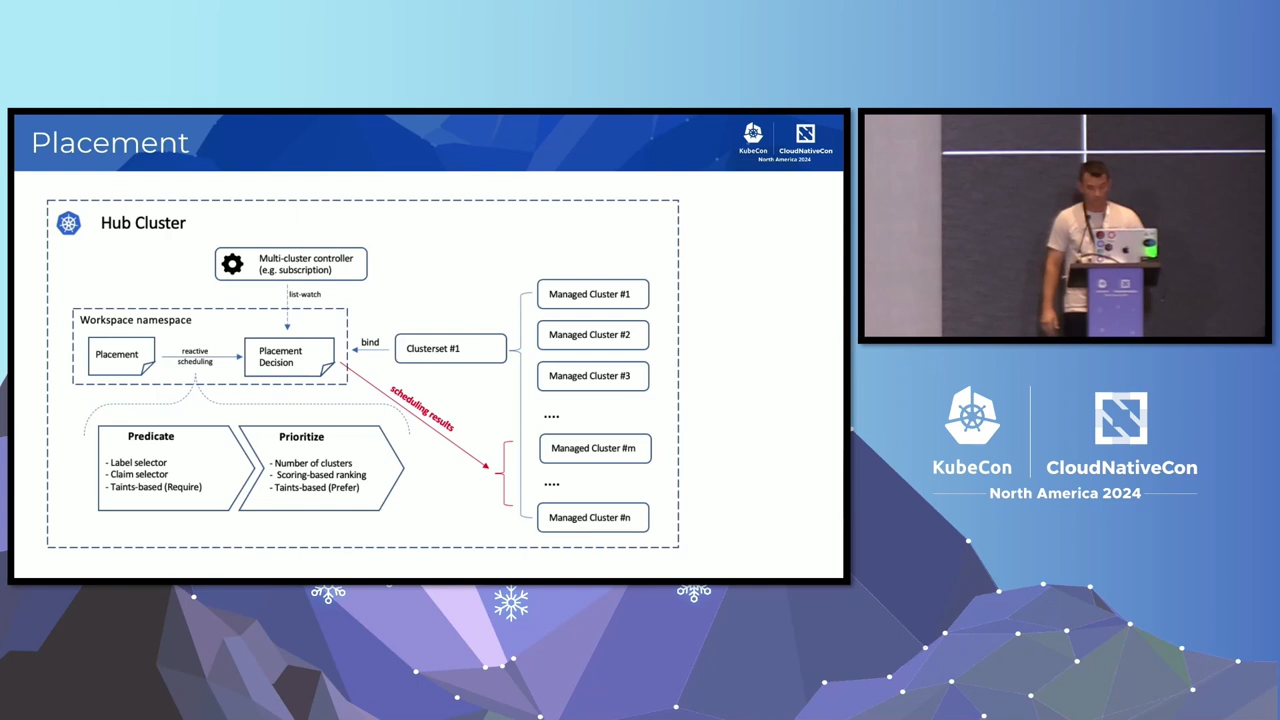 Placement
KubeCon
CloudNativeCon
North America 2024
Hub Cluster
Multi-cluster controller
(e.g. subscription)
list-watch
Workspace namespace
Placement
reactive
scheduling
Placement
Decision
bind
Clusterset #1
Managed Cluster #1
Managed Cluster #2
Managed Cluster #3
....
Managed Cluster #m
....
Managed Cluster #n
scheduling results
Predicate
- Label selector
- Claim selector
- Taints-based (Require)
Prioritize
- Number of clusters
- Scoring-based ranking
- Taints-based (Prefer)
KubeCon
CloudNativeCon
North America 2024